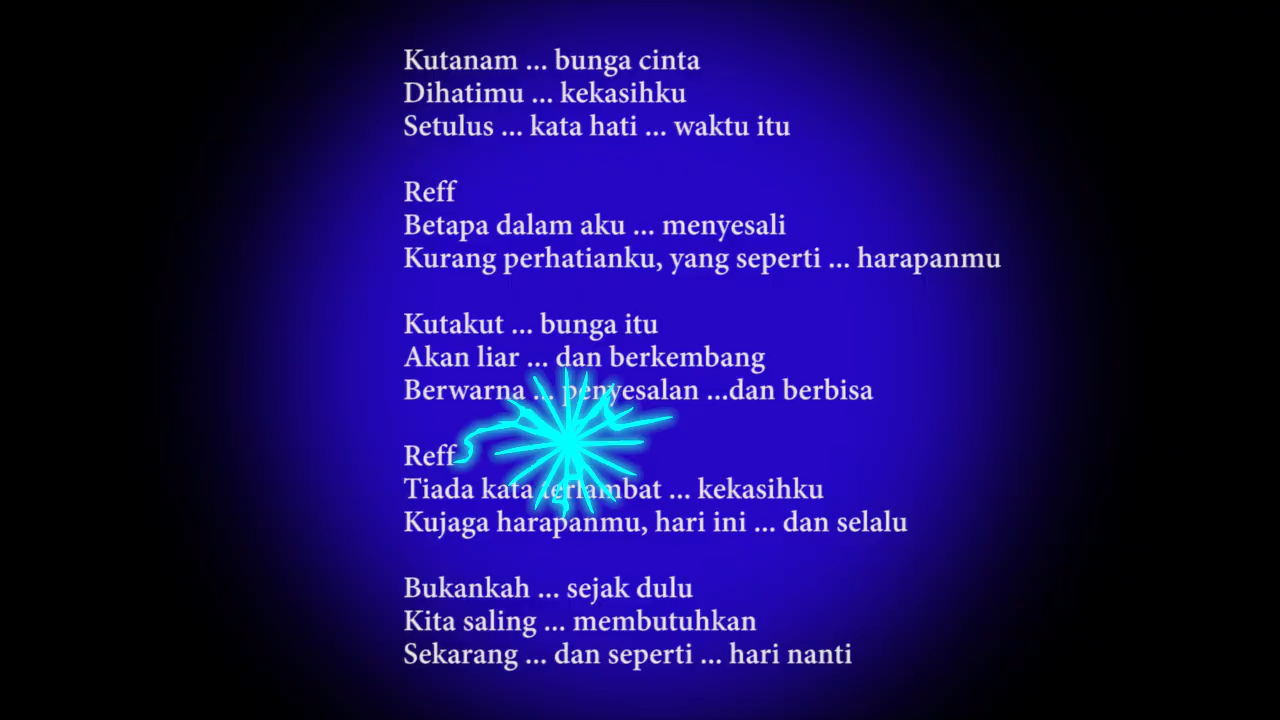 Kutanam ... bunga cinta
Dihatimu ... kekasihku
Setulus ... kata hati ... waktu itu
Reff
Betapa dalam aku ... menyesali
Kurang perhatianku, yang seperti ... harapanmu
Kutakut ... bunga itu
Akan liar ... dan berkembang
Berwarna ... penyesalan ...dan berbisa
Reff
Tiada kata terlambat ... kekasihku
Kujaga harapanmu, hari ini ... dan selalu
Bukankah ... sejak dulu
Kita saling ... membutuhkan
Sekarang ... dan seperti ... hari nanti